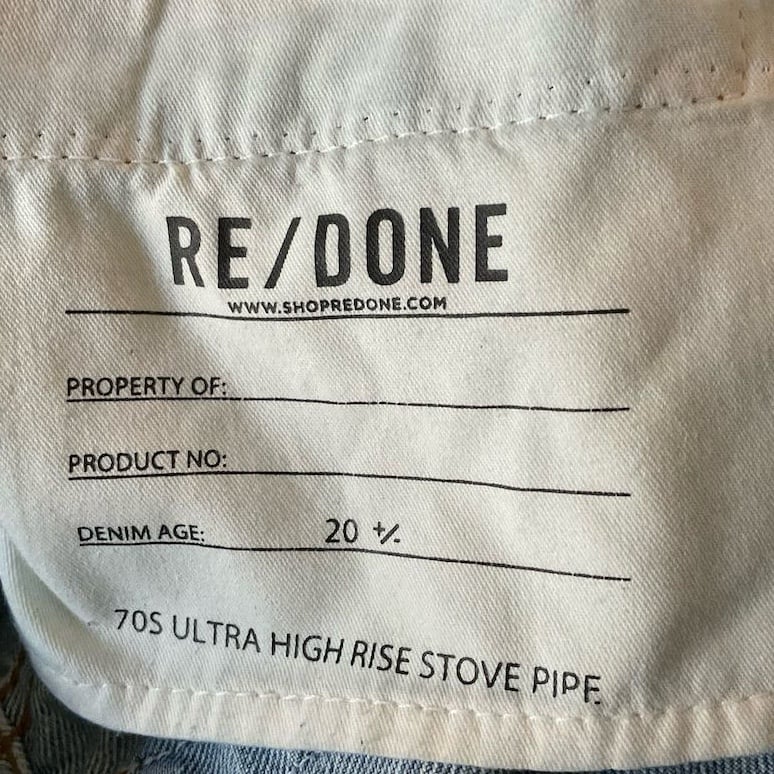 RE/DONE
WWW.SHOPREDONE.COM
PROPERTY OF:
PRODUCT NO:
DENIM AGE: 20 +/-
70S ULTRA HIGH RISE STOVE PIPE